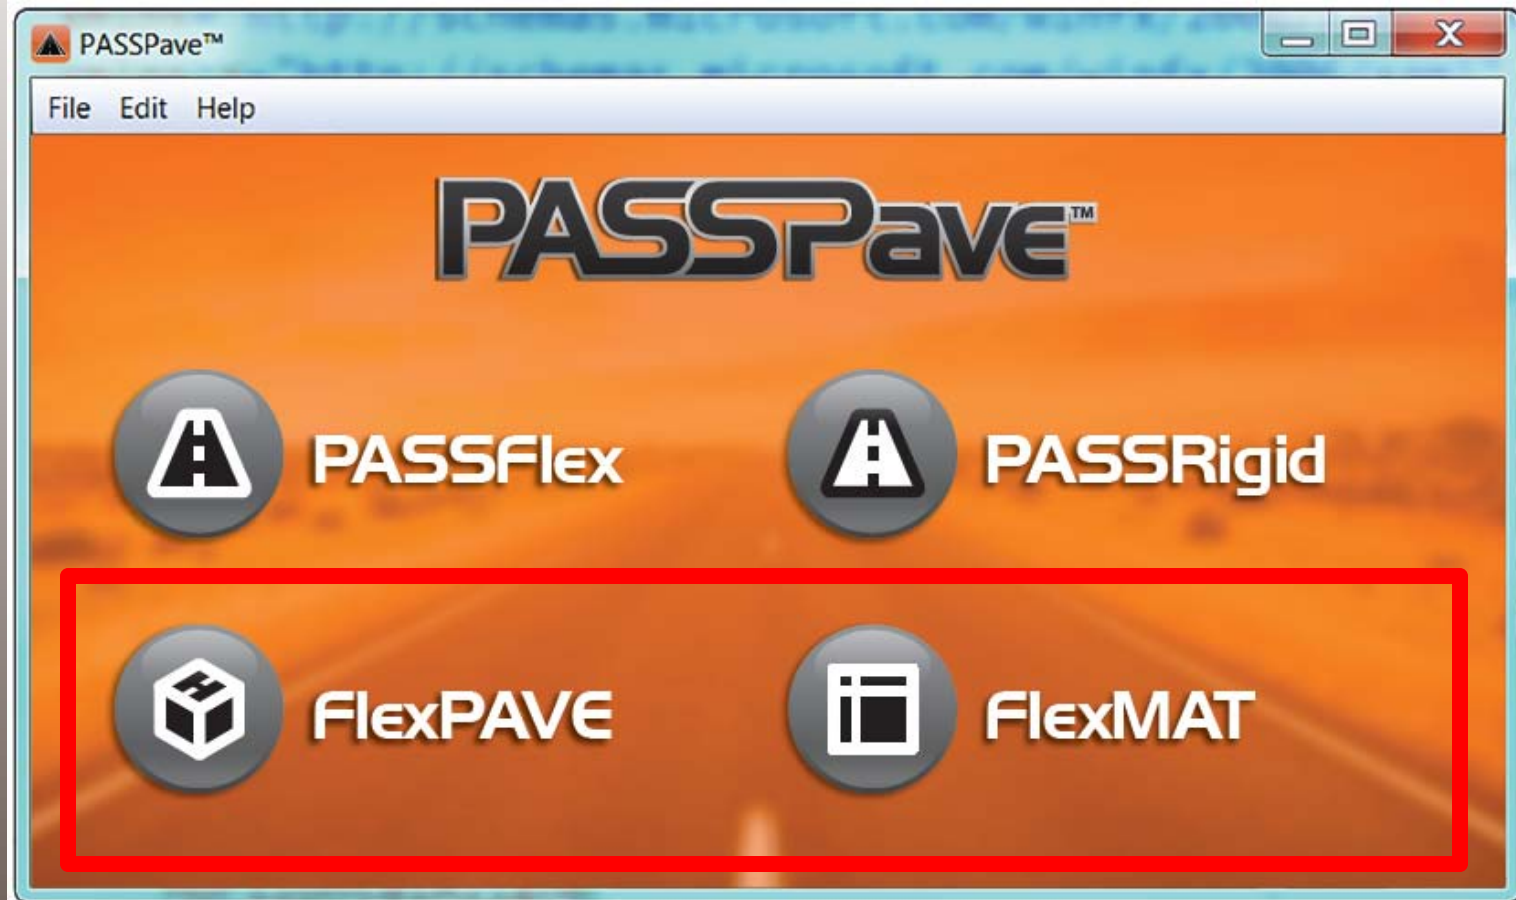 PASSPave™
File Edit Help
PASSPave™
PASSFlex PASSRigid
FlexPAVE FlexMAT